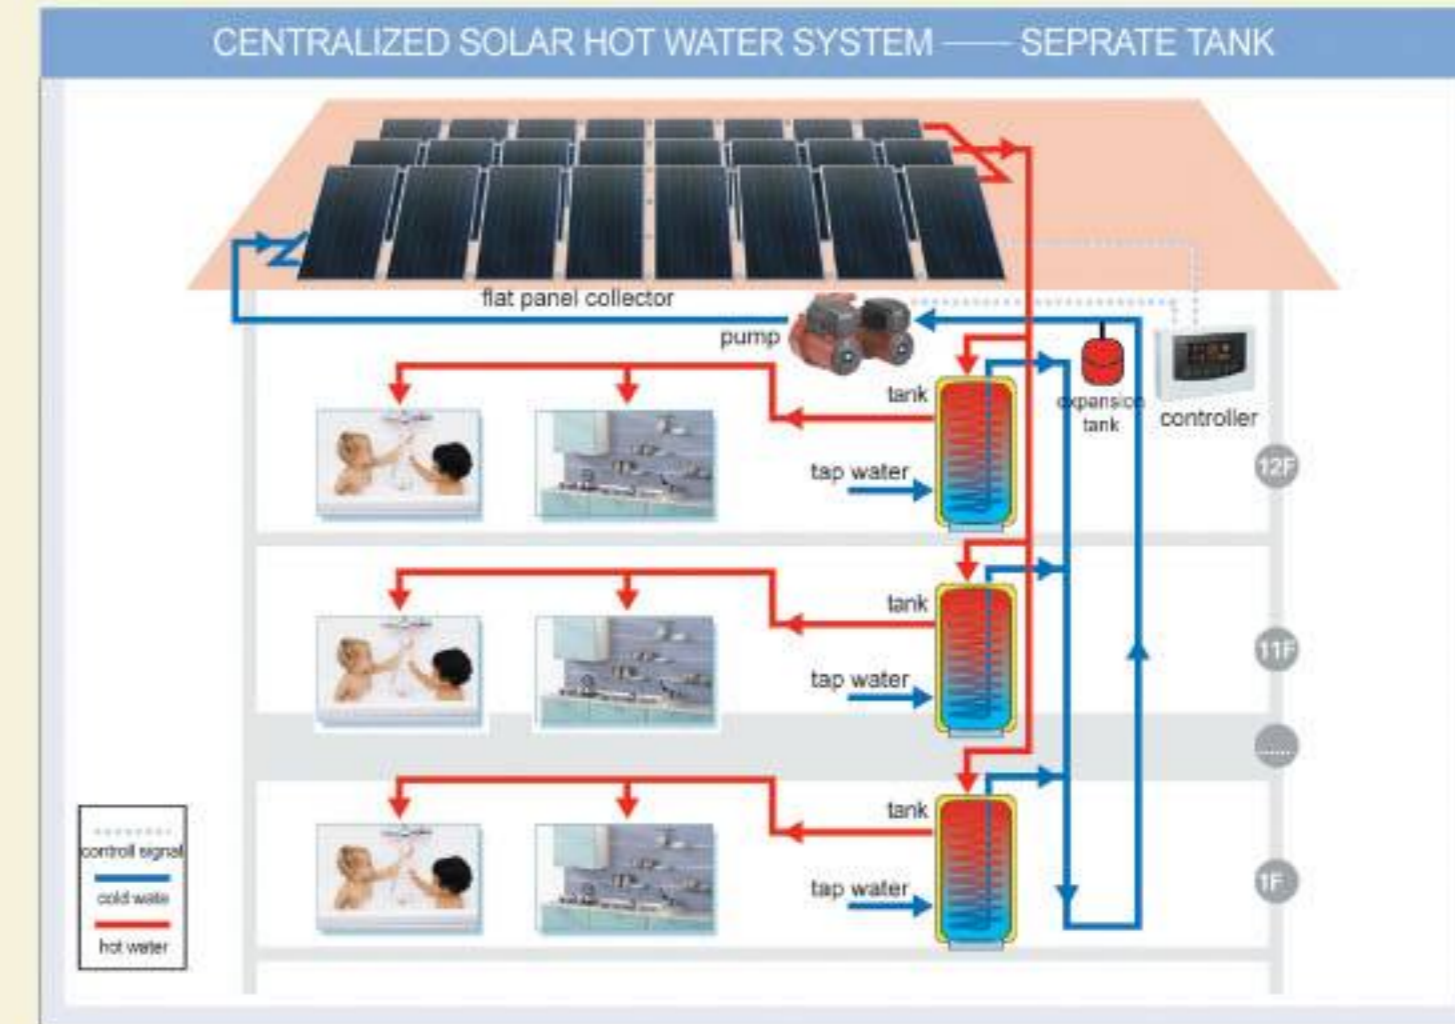 CENTRALIZED SOLAR HOT WATER SYSTEM —— SEPRATE TANK
flat panel collector
pump
tank
expansion
tank
controller
tap water
12F
tank
tap water
11F
......
tank
tap water
1F
controll signal
cold wate
hot water